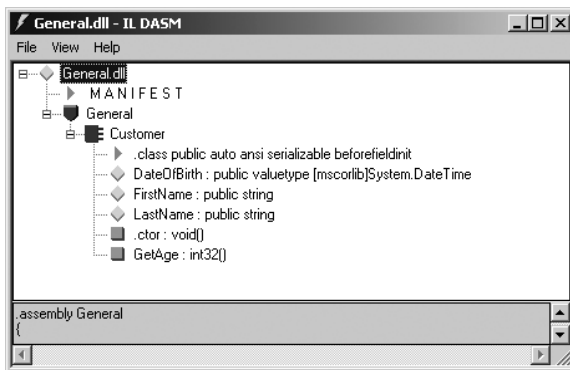 General.dll - IL DASM
File View Help
General.dll
MANIFEST
General
Customer
.class public auto ansi serializable beforefieldinit
DateOfBirth : public valuetype [mscorlib]System.DateTime
FirstName : public string
LastName : public string
.ctor : void()
GetAge : int32()
.assembly General
{